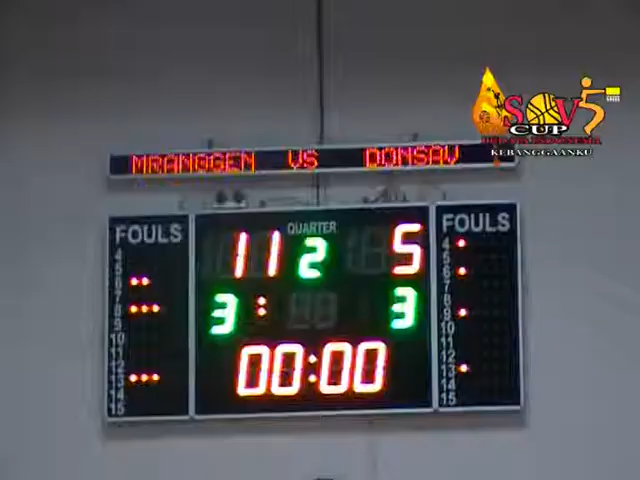 SOV 5
CUP
KEBANGGAANKU
MRANGGEN VS DONSAV
FOULS
4
5
6
7
8
9
10
11
12
13
14
15
QUARTER
11 2 5
3 : 3
00:00
FOULS
4
5
6
7
8
9
10
11
12
13
14
15